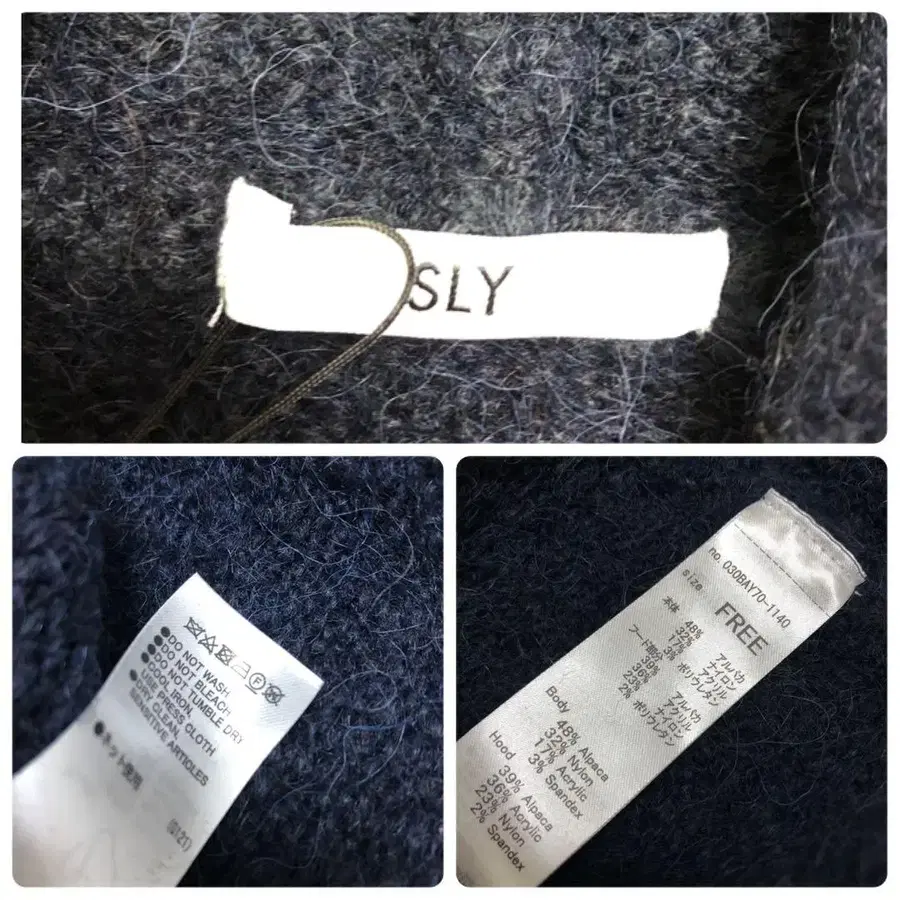 SLY
●DO NOT WASH
●DO NOT BLEACH
●DO NOT TUMBLE DRY
COOL IRON.
USE PRESS CLOTH
●DRY CLEAN,
SENSITIVE ARTICLES
●ネット使用
(0121)
no. 030BAY70-1140
size
FREE
本体
48% アルパカ
32% ナイロン
17% アクリル
3% ポリウレタン
フード部分
39% アルパカ
36% アクリル
23% ナイロン
2% ポリウレタン
Body
48% Alpaca
32% Nylon
17% Acrylic
3% Spandex
Hood
39% Alpaca
36% Acrylic
23% Nylon
2% Spandex